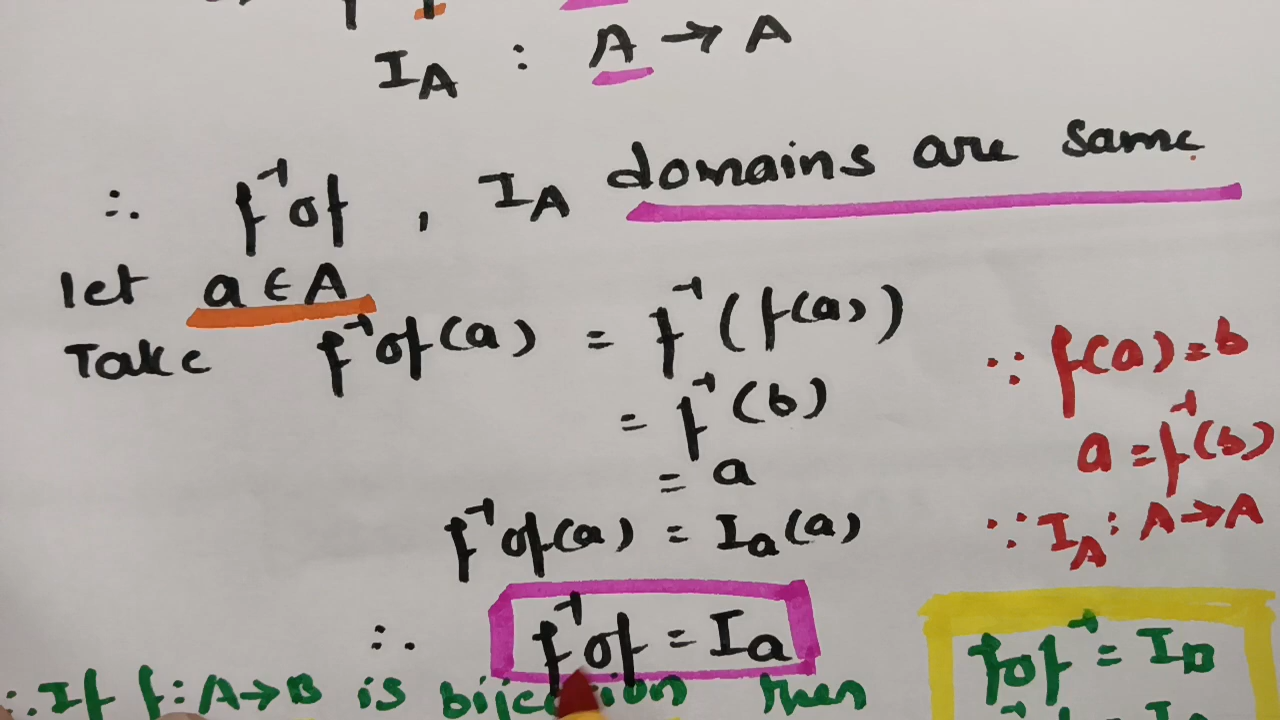 I_A : A → A
∴ f⁻¹of , I_A domains are same.
let a ∈ A
Take f⁻¹of(a) = f⁻¹(f(a))
= f⁻¹(b)
= a
∵ f(a) = b
a = f⁻¹(b)
∵ I_A : A → A
f⁻¹of(a) = I_a(a)
∴ f⁻¹of = I_a
fof⁻¹ = I_B
∴ If f : A → B is bijection then